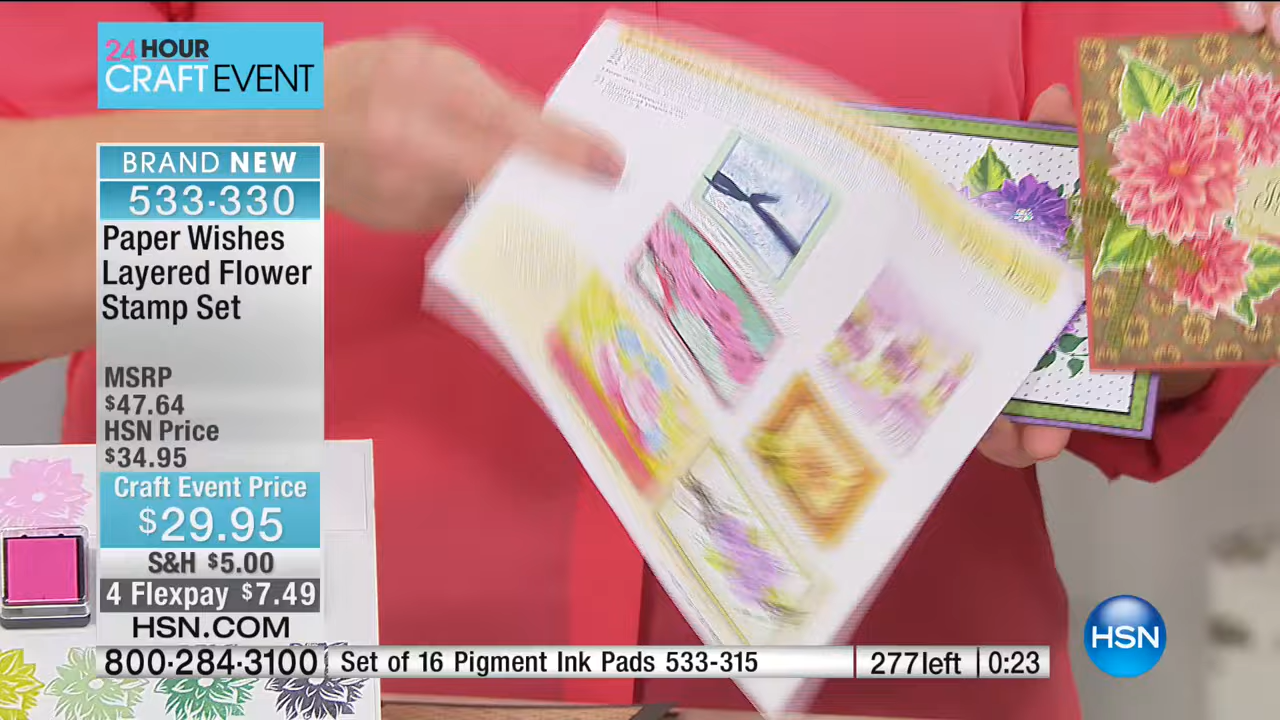 24 HOUR
CRAFT EVENT
BRAND NEW
533-330
Paper Wishes
Layered Flower
Stamp Set
MSRP
$47.64
HSN Price
$34.95
Craft Event Price
$29.95
S&H $5.00
4 Flexpay $7.49
HSN.COM
800-284-3100
Set of 16 Pigment Ink Pads 533-315
277 left
0:23
HSN